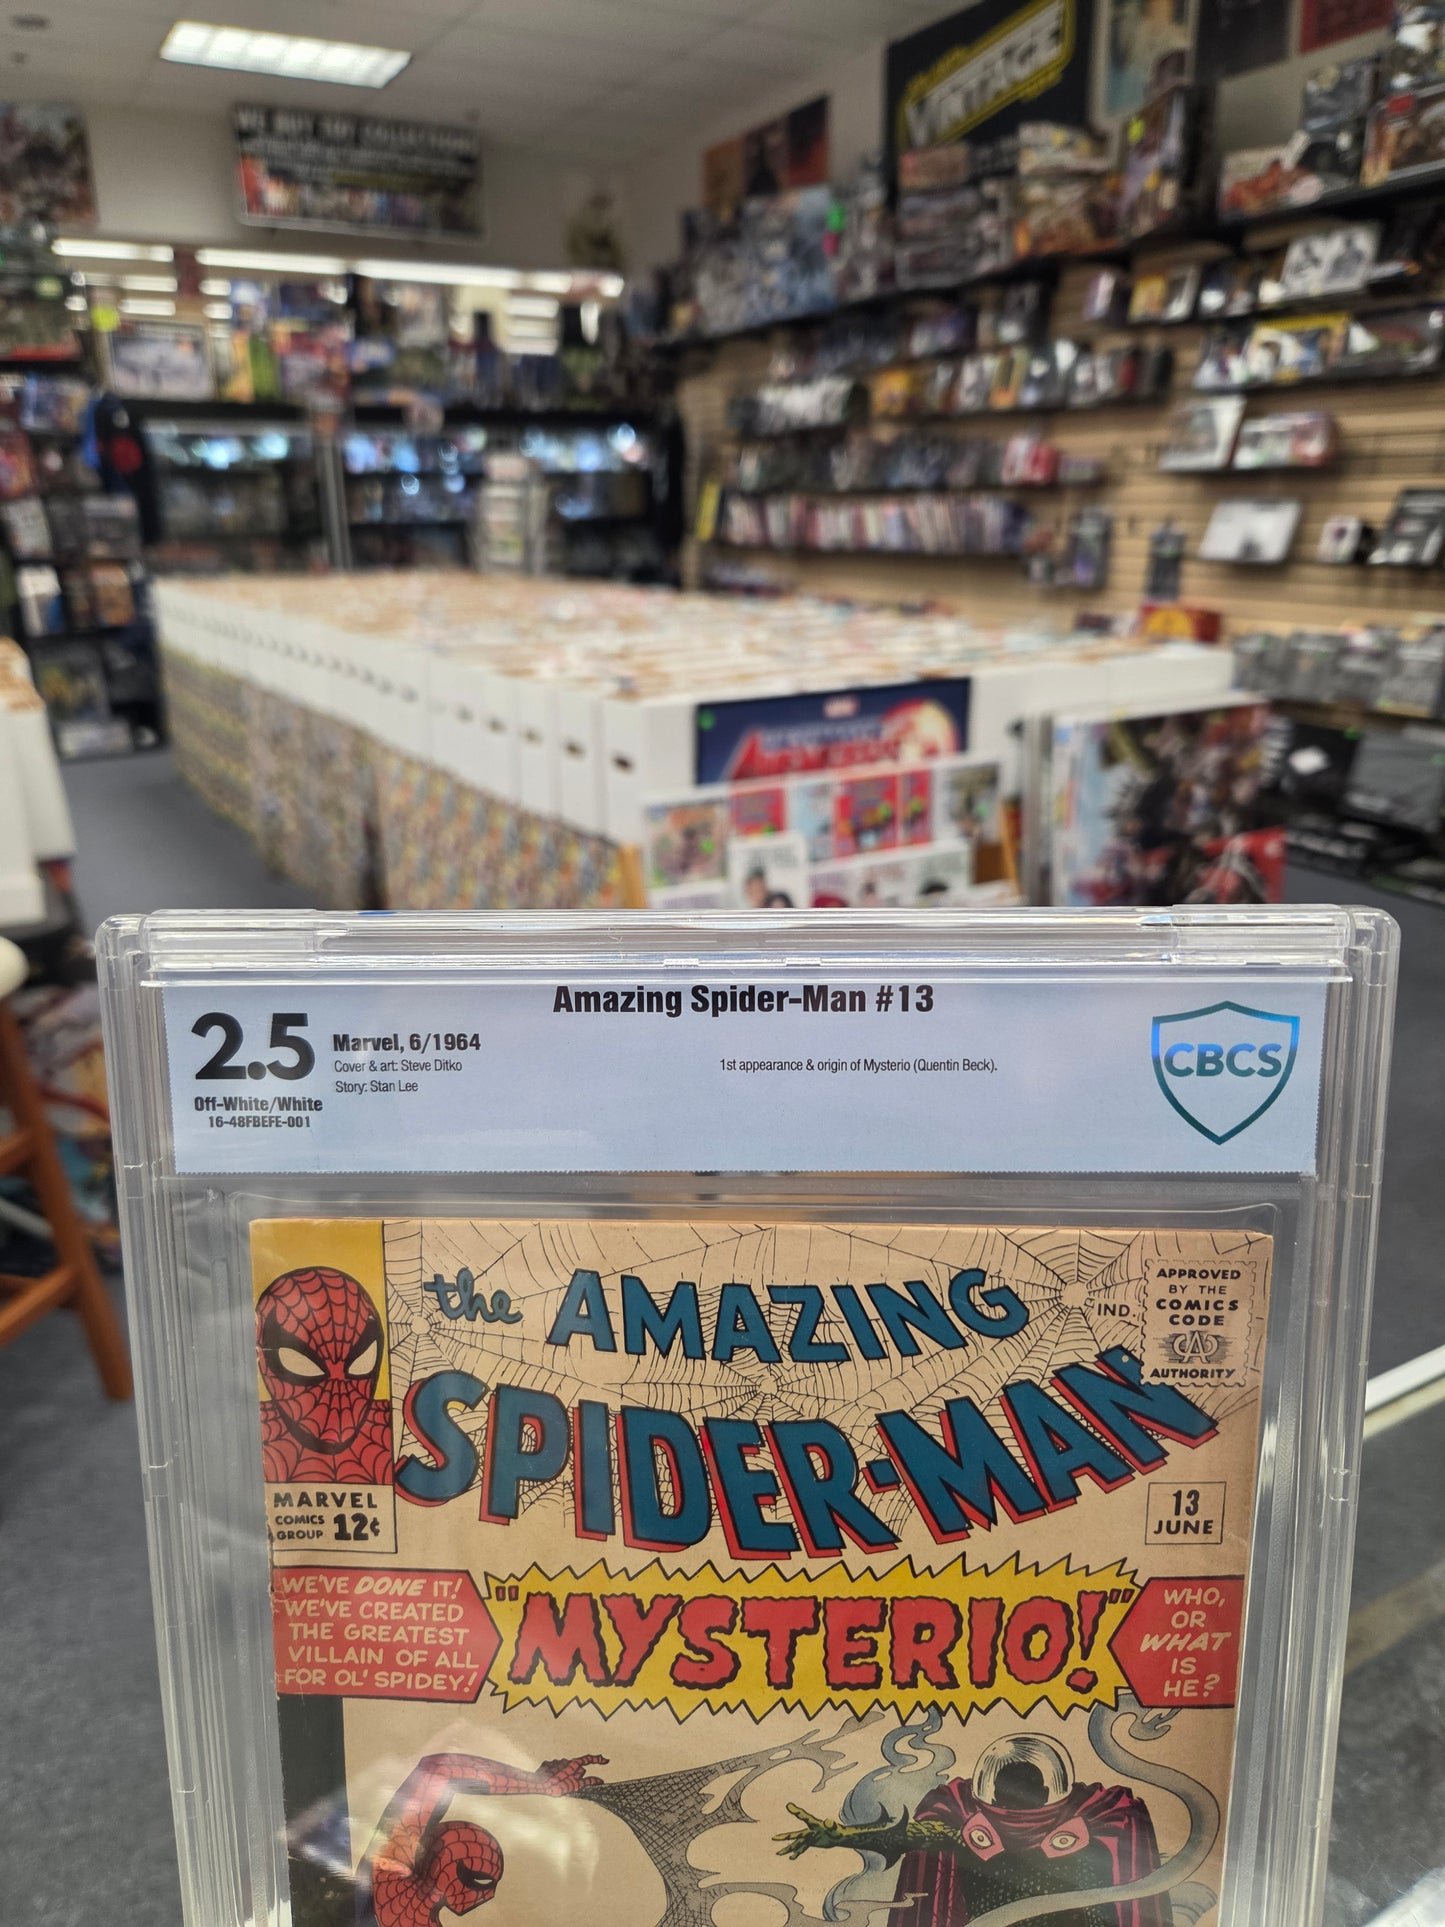 WE BUY TOY COLLECTIONS
VINTAGE
Amazing Spider-Man #13
2.5
Marvel, 6/1964
Cover & art: Steve Ditko
Story: Stan Lee
Off-White/White
16-48FBEFE-001
1st appearance & origin of Mysterio (Quentin Beck).
CBCS
the AMAZING
SPIDER-MAN
IND.
APPROVED
BY THE
COMICS
CODE
CA
AUTHORITY
MARVEL
COMICS
GROUP
12¢
13
JUNE
WE'VE DONE IT!
WE'VE CREATED
THE GREATEST
VILLAIN OF ALL
FOR OL' SPIDEY!
"MYSTERIO!"
WHO,
OR
WHAT
IS
HE?